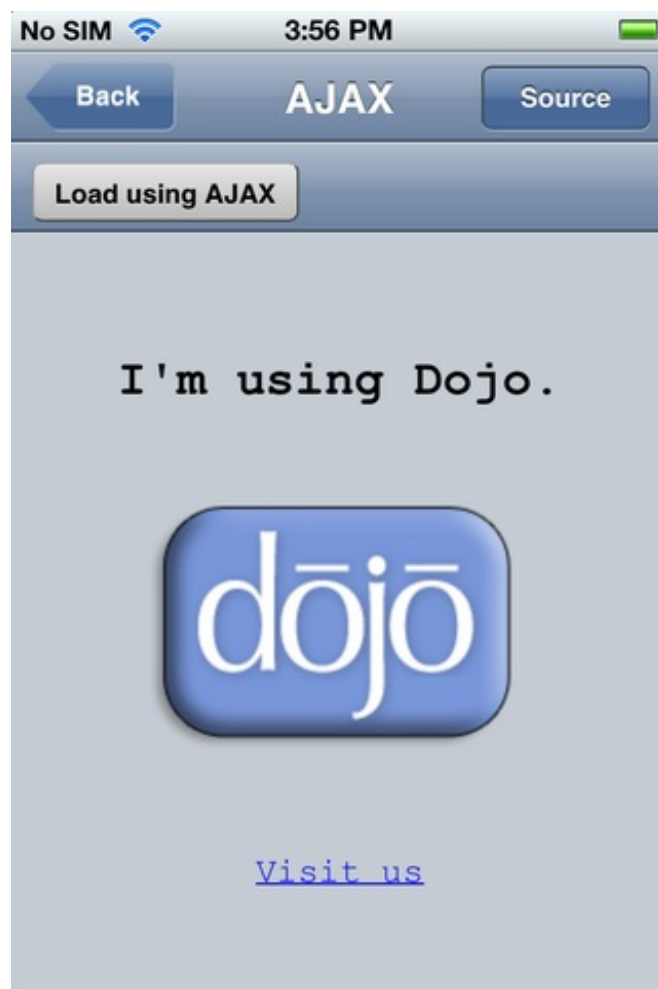 No SIM 3:56 PM
Back AJAX Source
Load using AJAX
I'm using Dojo.
dōjō
Visit us